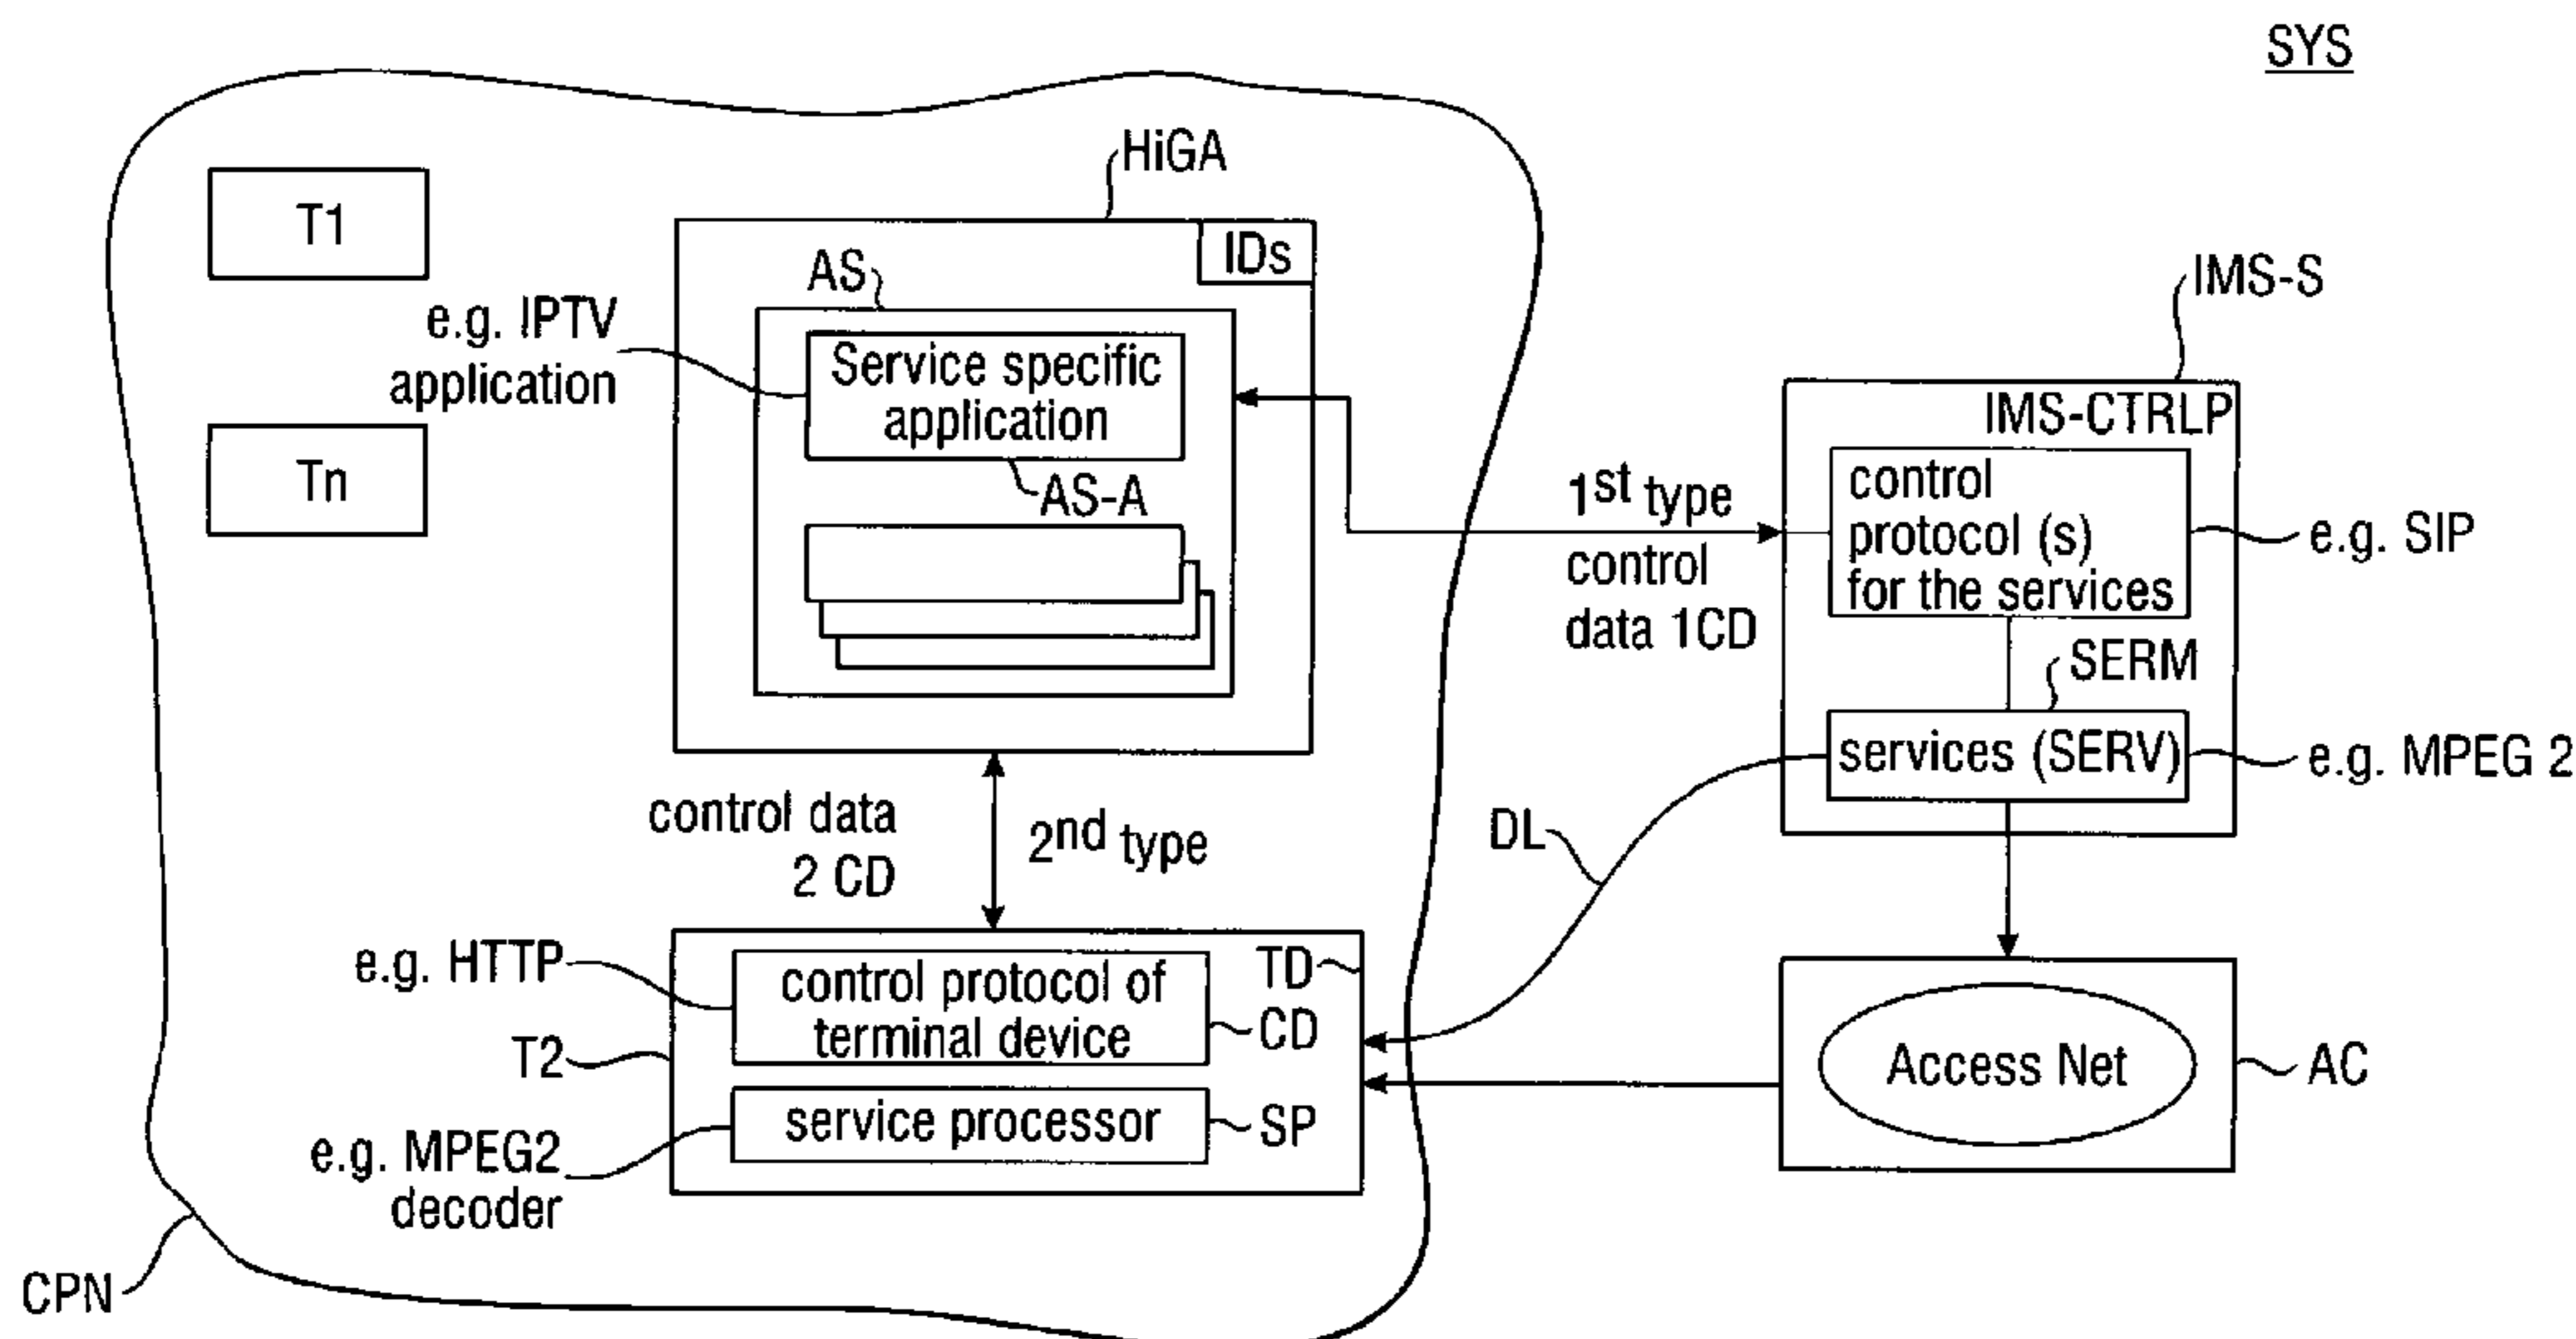 SYS
HiGA
T1
IDs
AS
e.g. IPTV
application
Service specific
application
IMS-S
IMS-CTRLP
Tn
AS-A
1st type
control
data 1CD
control
protocol (s)
for the services
e.g. SIP
SERM
services (SERV)
e.g. MPEG 2
control data
2 CD
2nd type
DL
e.g. HTTP
control protocol of
terminal device
TD
CD
T2
Access Net
AC
service processor
SP
e.g. MPEG2
decoder
CPN